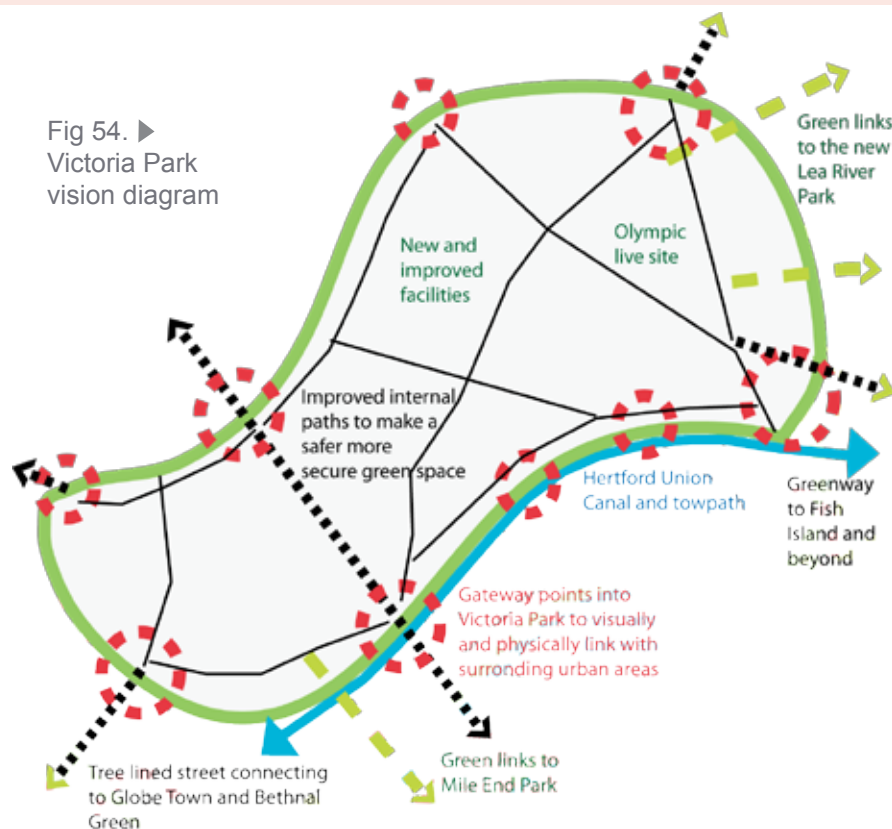 Fig 54. ▶
Victoria Park
vision diagram
Green links
to the new
Lea River
Park
New and
improved
facilities
Olympic
live site
Improved internal
paths to make a
safer more
secure green space
Hertford Union
Canal and towpath
Greenway
to Fish
Island and
beyond
Gateway points into
Victoria Park to visually
and physically link with
surronding urban areas
Green links to
Mile End Park
Tree lined street connecting
to Globe Town and Bethnal
Green